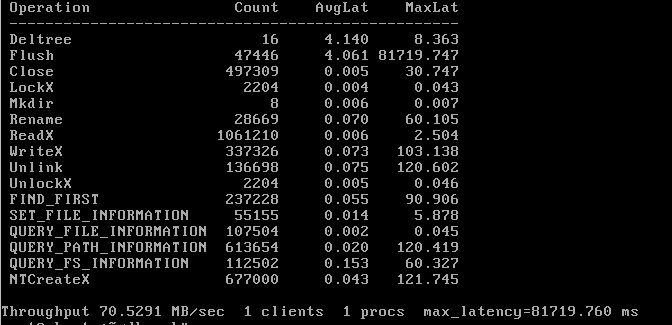 Operation Count AvgLat MaxLat
----------------------------------------
Deltree 16 4.140 8.363
Flush 47446 4.061 81719.747
Close 497309 0.005 30.747
LockX 2204 0.004 0.043
Mkdir 8 0.006 0.007
Rename 28669 0.070 60.105
ReadX 1061210 0.006 2.504
WriteX 337326 0.073 103.138
Unlink 136698 0.075 120.602
UnlockX 2204 0.005 0.046
FIND_FIRST 237228 0.055 90.906
SET_FILE_INFORMATION 55155 0.014 5.878
QUERY_FILE_INFORMATION 107504 0.002 0.045
QUERY_PATH_INFORMATION 613654 0.020 120.419
QUERY_FS_INFORMATION 112502 0.153 60.327
NTCreateX 677000 0.043 121.745
Throughput 70.5291 MB/sec 1 clients 1 procs max_latency=81719.760 ms